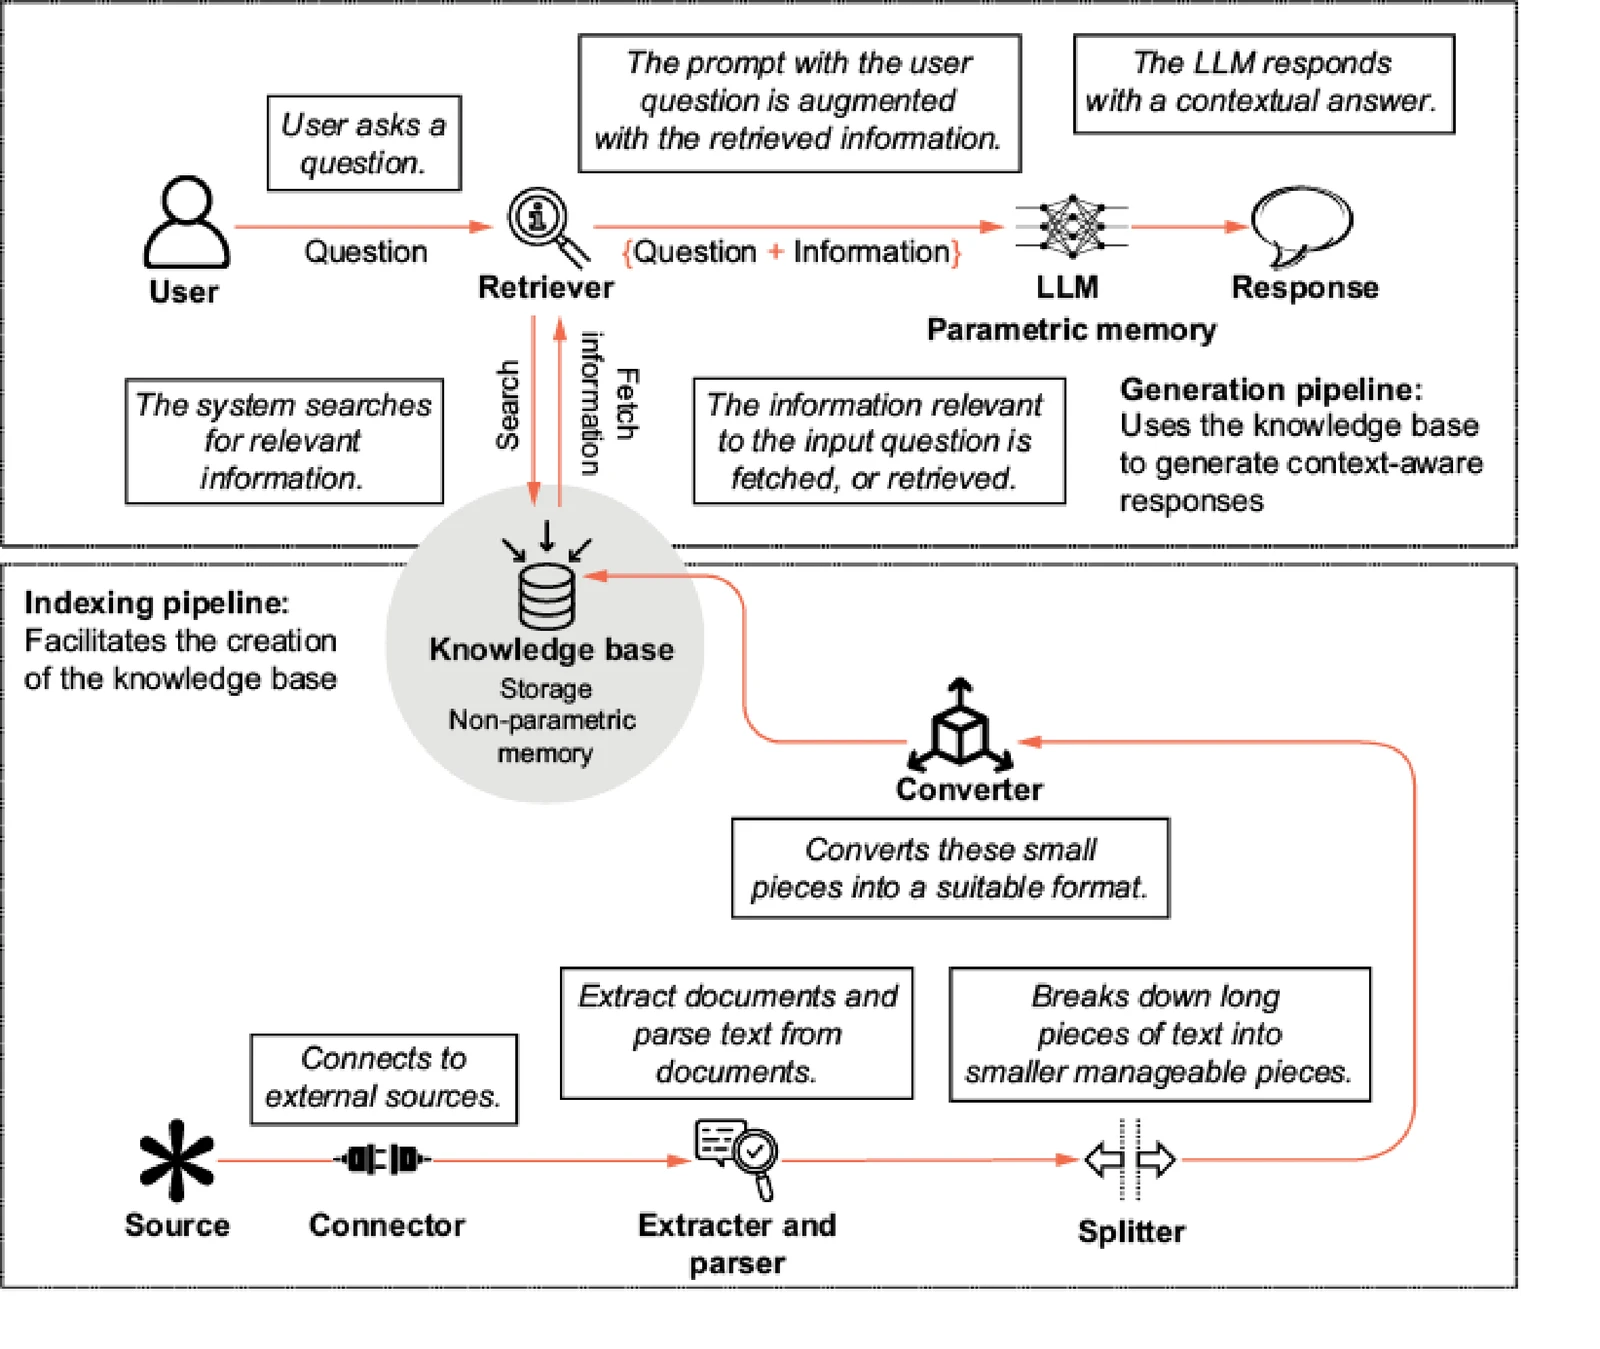 User asks a
question.
The prompt with the user
question is augmented
with the retrieved information.
The LLM responds
with a contextual answer.
Question
{Question + Information}
User
Retriever
LLM
Parametric memory
Response
Search
Fetch
information
The system searches
for relevant
information.
The information relevant
to the input question is
fetched, or retrieved.
Generation pipeline:
Uses the knowledge base
to generate context-aware
responses
Indexing pipeline:
Facilitates the creation
of the knowledge base
Knowledge base
Storage
Non-parametric
memory
Converter
Converts these small
pieces into a suitable format.
Connects to
external sources.
Extract documents and
parse text from
documents.
Breaks down long
pieces of text into
smaller manageable pieces.
Source
Connector
Extracter and
parser
Splitter